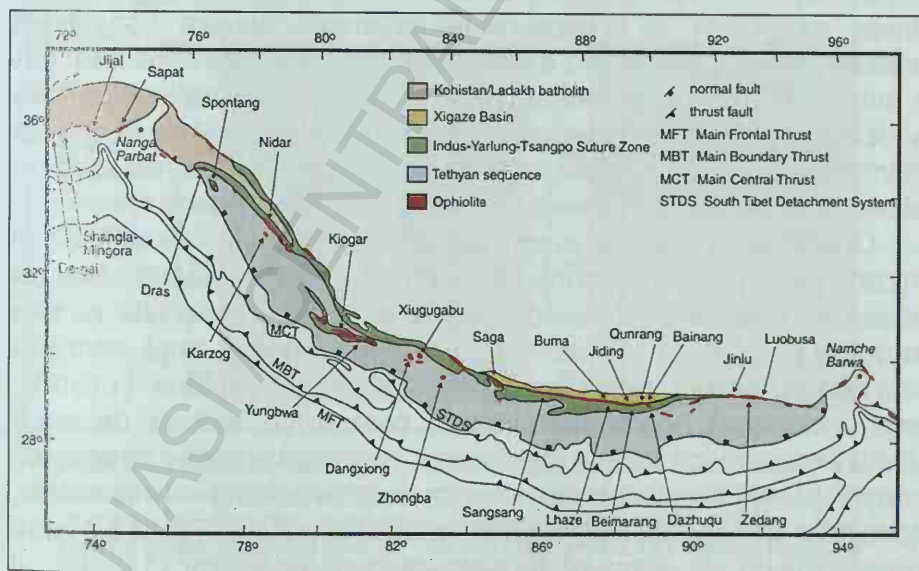 72° 76° 80° 84° 88° 92° 96°
Jijal
Sapat
Spontang
36°
Nanga
Parbat
Nidar
Kohistan/Ladakh batholith
Xigaze Basin
Indus-Yarlung-Tsangpo Suture Zone
Tethyan sequence
Ophiolite
normal fault
thrust fault
MFT Main Frontal Thrust
MBT Main Boundary Thrust
MCT Main Central Thrust
STDS South Tibet Detachment System
Shangla-
Mingora
Kiogar
32°
Dras
Karzog
MCT
MBT
MFT
Xiugugabu
Saga
Buma
Jiding
Qunrang
Bainang
Jinlu
Luobusa
Namche
Barwa
Yungbwa
STDS
28°
Dangxiong
Zhongba
Sangsang
Lhaze
Beimarang
Dazhuqu
Zedang
74° 78° 82° 86° 90° 94°